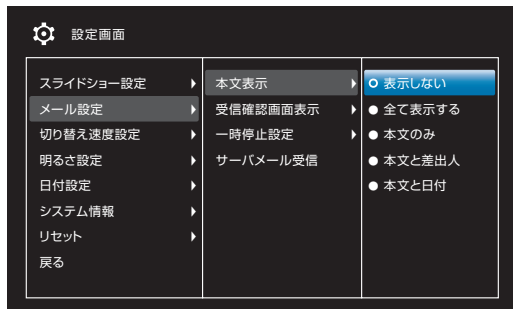 設定画面
スライドショー設定
メール設定
切り替え速度設定
明るさ設定
日付設定
システム情報
リセット
戻る
本文表示
受信確認画面表示
一時停止設定
サーバメール受信
表示しない
全て表示する
本文のみ
本文と差出人
本文と日付